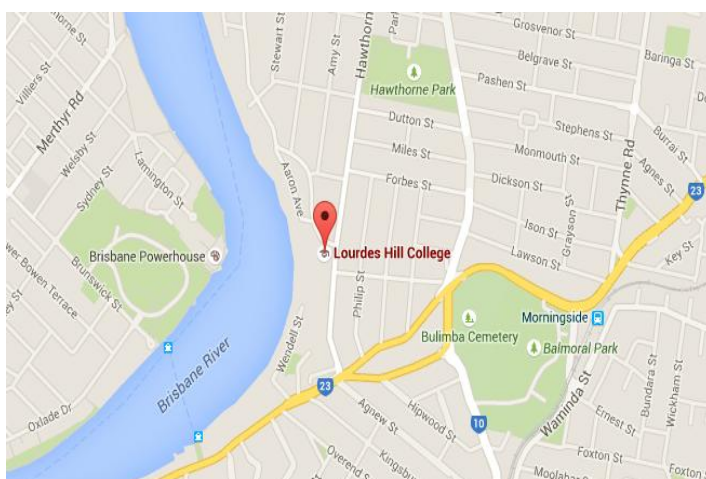 Grosvenor St
Stewart St
Amy St
Hawthorn
Park
Belgrave St
Baringa St
Villiers St
Merthyr Rd
Hawthorne Park
Pashen St
Dutton St
Stephens St
Burrai St
Welsby St
Lamington St
Miles St
Monmouth St
Agnes St
Thynne Rd
Sydney St
Aaron Ave
Forbes St
Dickson St
23
Grayson St
Ison St
Brisbane Powerhouse
Lourdes Hill College
Lawson St
Key St
Bowen Terrace
Brunswick St
Philip St
Morningside
Bulimba Cemetery
Balmoral Park
Wendell St
Brisbane River
23
Bundara St
Wickham St
Oxlade Dr
Agnew St
Hipwood St
10
Waminda St
Ernest St
Overend St
Kingsbu
Foxton St
Foxton St
Moolabar St